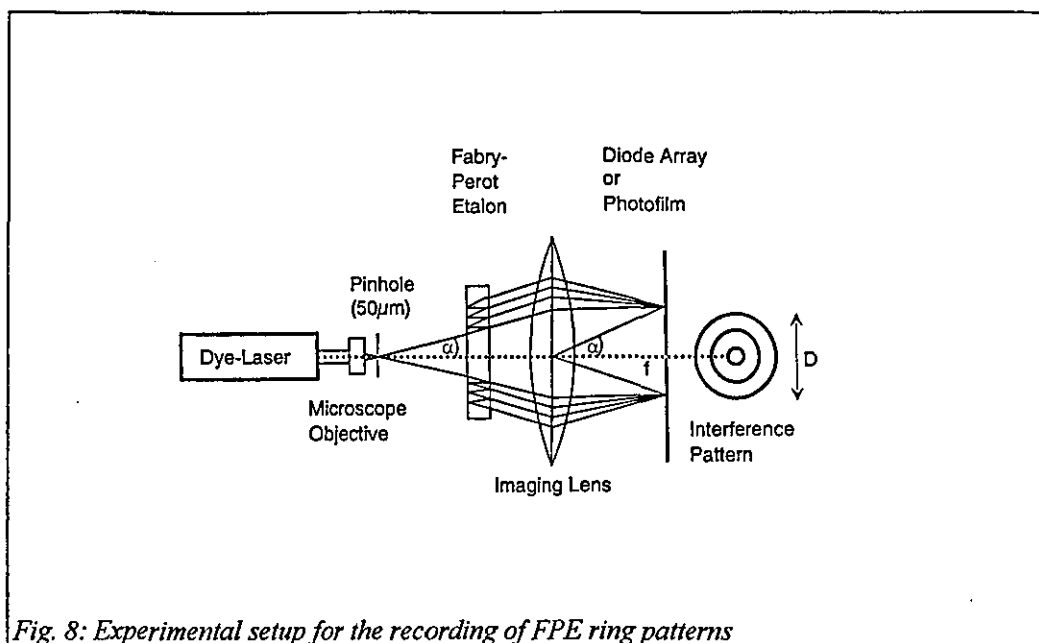 Fabry-
Perot
Etalon
Diode Array
or
Photofilm
Pinhole
(50µm)
Dye-Laser
α)
α)
f
D
Microscope
Objective
Interference
Pattern
Imaging Lens
Fig. 8: Experimental setup for the recording of FPE ring patterns